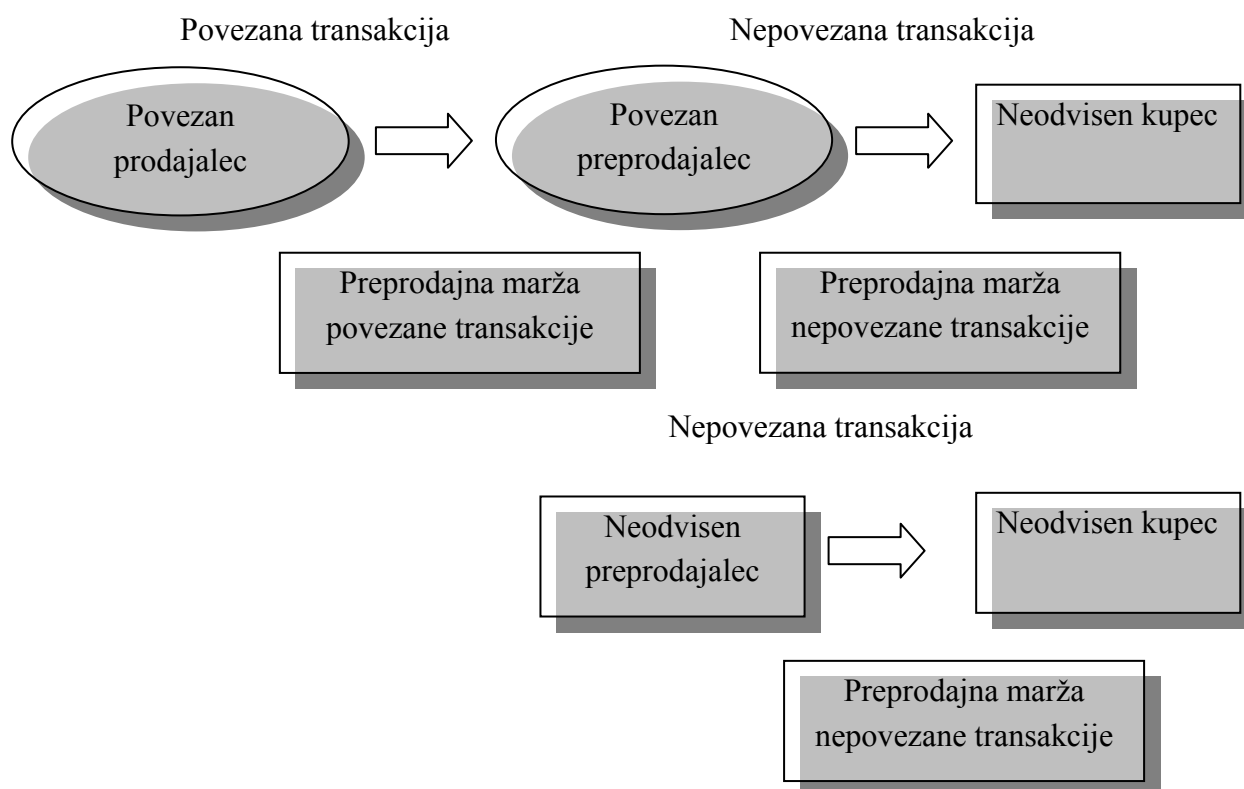 Povezana transakcija
Nepovezana transakcija
Povezan
prodajalec
Povezan
preprodajalec
Neodvisen kupec
Preprodajna marža
povezane transakcije
Preprodajna marža
nepovezane transakcije
Nepovezana transakcija
Neodvisen
preprodajalec
Neodvisen kupec
Preprodajna marža
nepovezane transakcije